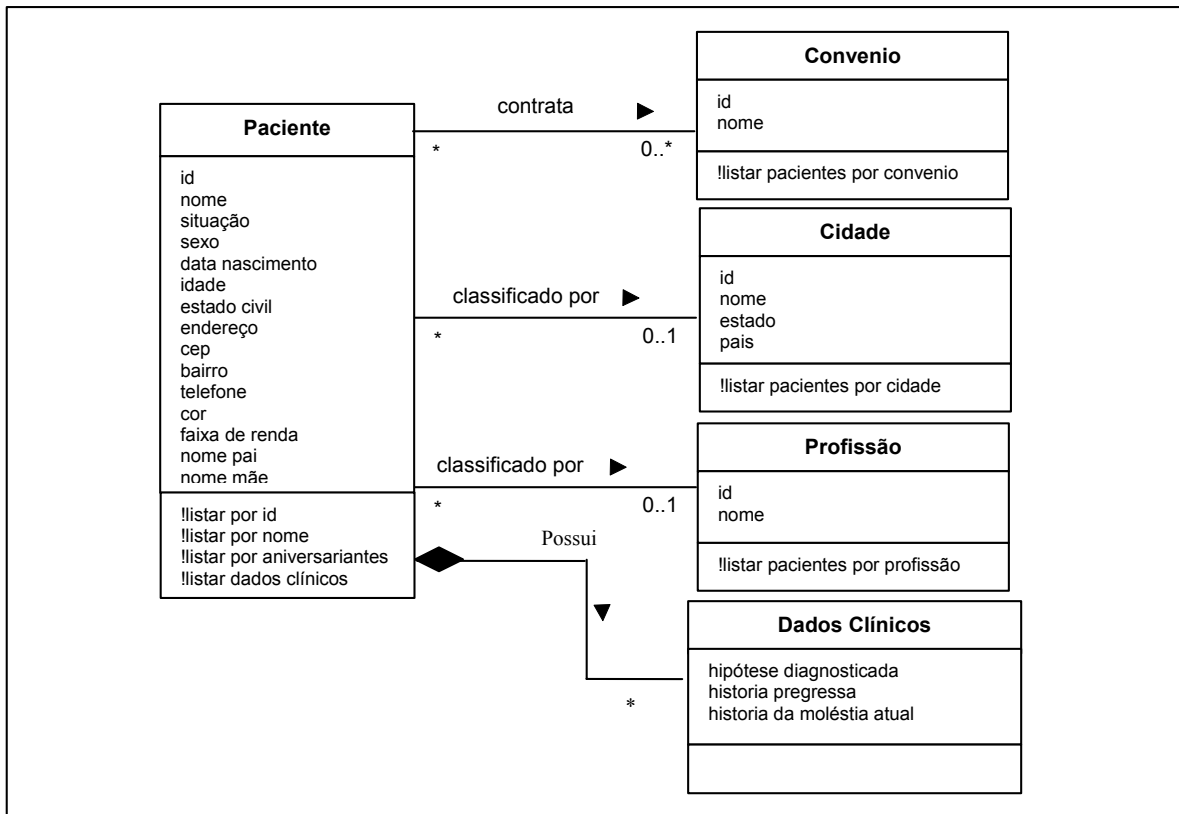 Paciente
id
nome
situação
sexo
data nascimento
idade
estado civil
endereço
cep
bairro
telefone
cor
faixa de renda
nome pai
nome mãe
!listar por id
!listar por nome
!listar por aniversariantes
!listar dados clínicos
contrata
*
0..*
Convenio
id
nome
!listar pacientes por convenio
classificado por
*
0..1
Cidade
id
nome
estado
pais
!listar pacientes por cidade
classificado por
*
0..1
Profissão
id
nome
!listar pacientes por profissão
Possui
*
Dados Clínicos
hipótese diagnosticada
historia pregressa
historia da moléstia atual